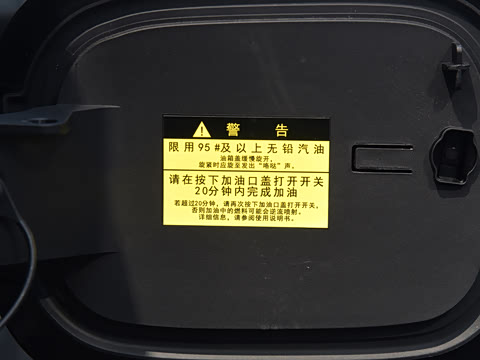 警告
限用95#及以上无铅汽油
油箱盖缓慢旋开。
旋紧时应旋至发出“咯哒”声。
请在按下加油口盖打开开关
20分钟内完成加油
若超过20分钟，请再次按下加油口盖打开开关，
否则加油中的燃料可能会逆流喷射。
详细信息，请参阅使用说明书。